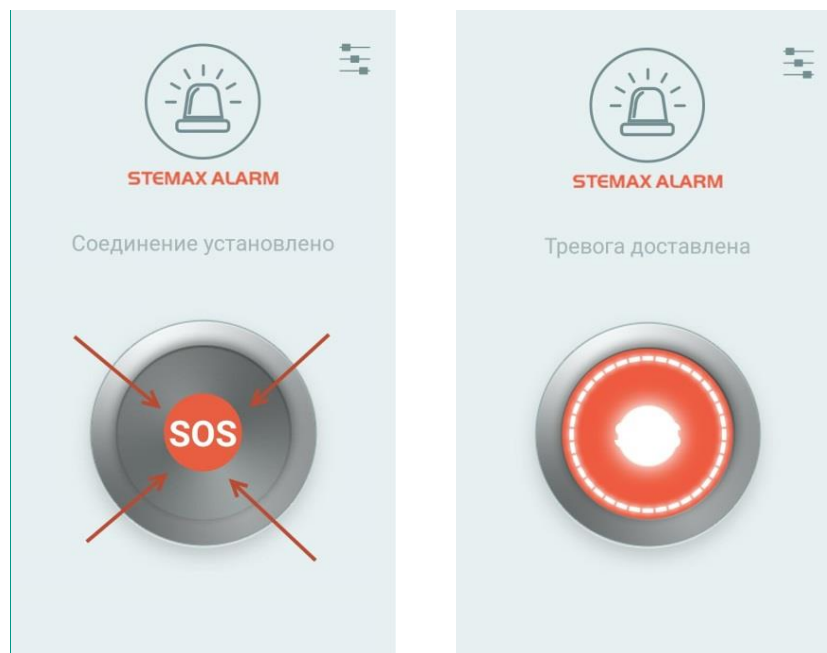 STEMAX ALARM
Соединение установлено
SOS
STEMAX ALARM
Тревога доставлена